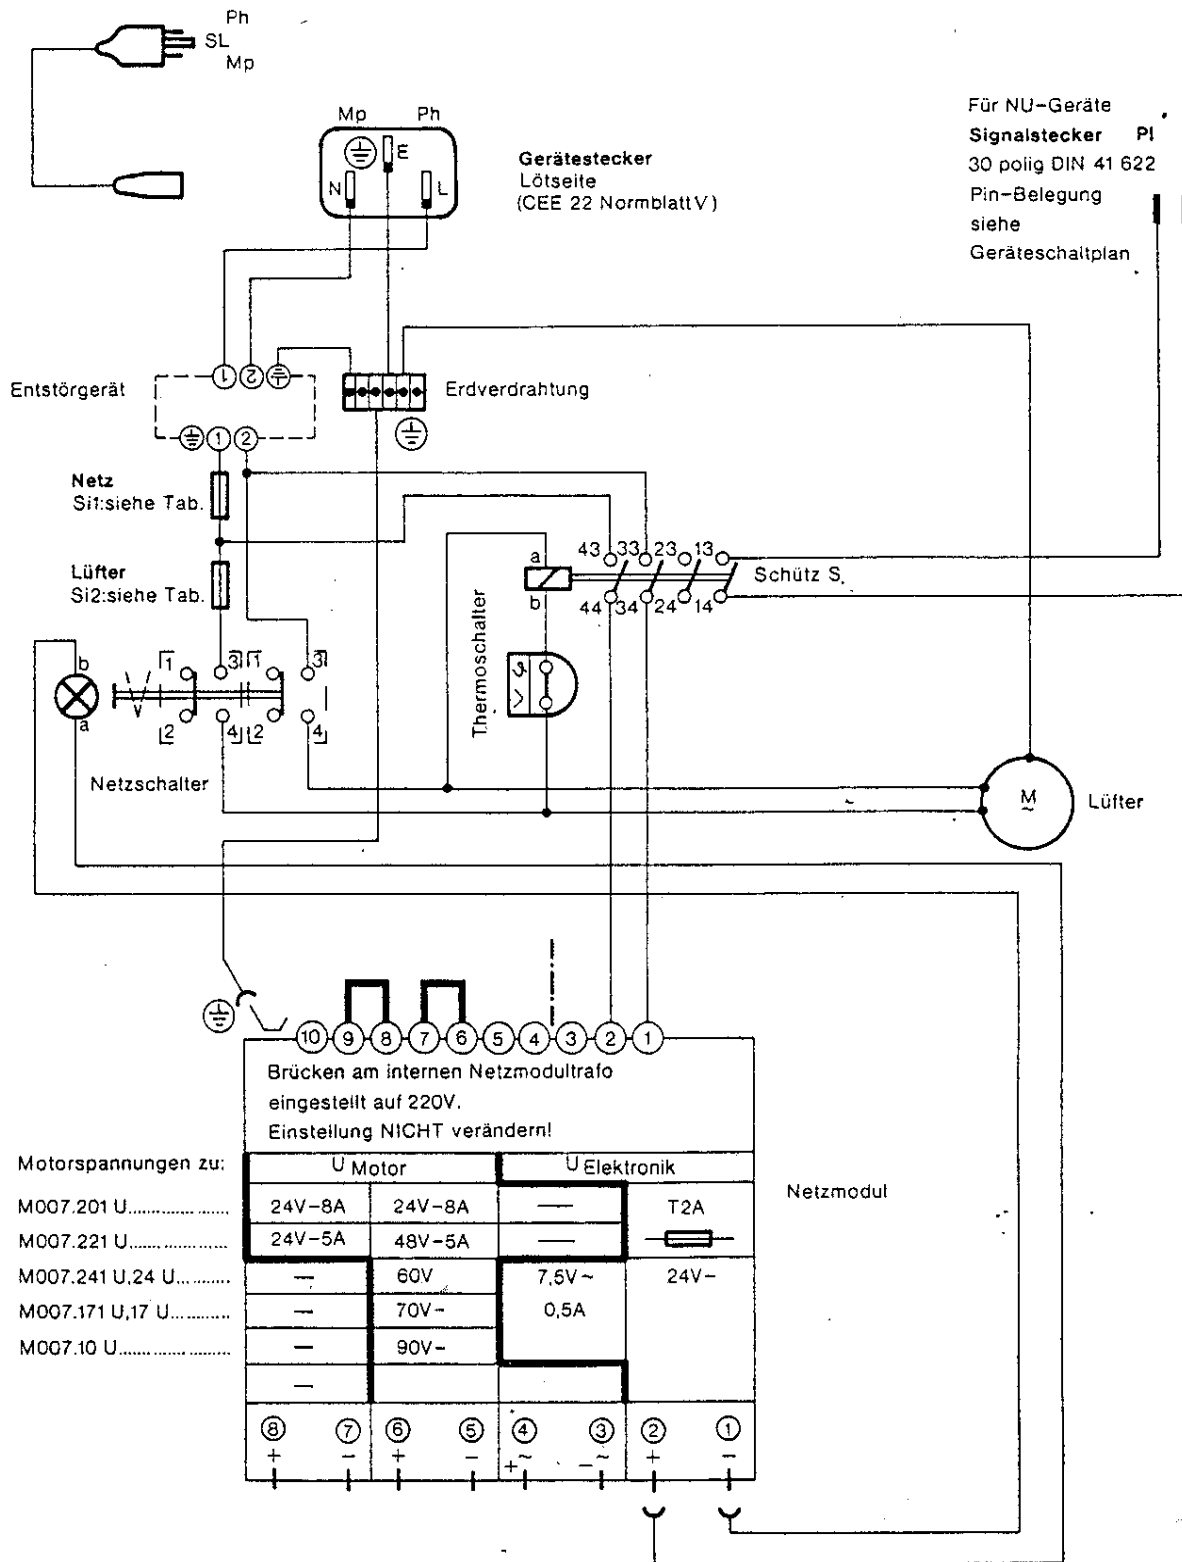 Ph
SL
Mp
Mp Ph
E
N L
Gerätestecker
Lötseite
(CEE 22 Normblatt V)
Für NU-Geräte
Signalstecker Pl
30 polig DIN 41 622
Pin-Belegung
siehe
Geräteschaltplan
1 2
Entstörgerät
Erdverdrahtung
1 2
Netz
Si1:siehe Tab.
Lüfter
Si2:siehe Tab.
a
b
43 33 23 13
44 34 24 14
Schütz S
Thermoschalter
b
a
1 3 1 3
2 4 2 4
Netzschalter
M
~
Lüfter
10 9 8 7 6 5 4 3 2 1
Brücken am internen Netzmodultrafo
eingestellt auf 220V.
Einstellung NICHT verändern!
Motorspannungen zu:
U Motor U Elektronik
Netzmodul
M007.201 U.................... 24V-8A 24V-8A — T2A
M007.221 U.................... 24V-5A 48V-5A —
M007.241 U,24 U.......... — 60V 7,5V~ 24V-
M007.171 U,17 U........... — 70V- 0,5A
M007.10 U...................... — 90V-
—
8 7 6 5 4 3 2 1
+ - + - +~ -~ + -